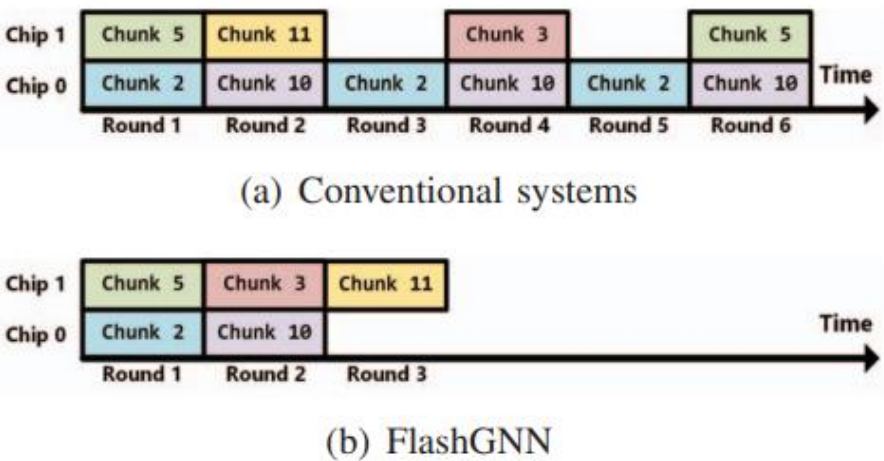 Chip 1 Chunk 5 Chunk 11 Chunk 3 Chunk 5
Chip 0 Chunk 2 Chunk 10 Chunk 2 Chunk 10 Chunk 2 Chunk 10 Time
Round 1 Round 2 Round 3 Round 4 Round 5 Round 6
(a) Conventional systems
Chip 1 Chunk 5 Chunk 3 Chunk 11
Chip 0 Chunk 2 Chunk 10 Time
Round 1 Round 2 Round 3
(b) FlashGNN